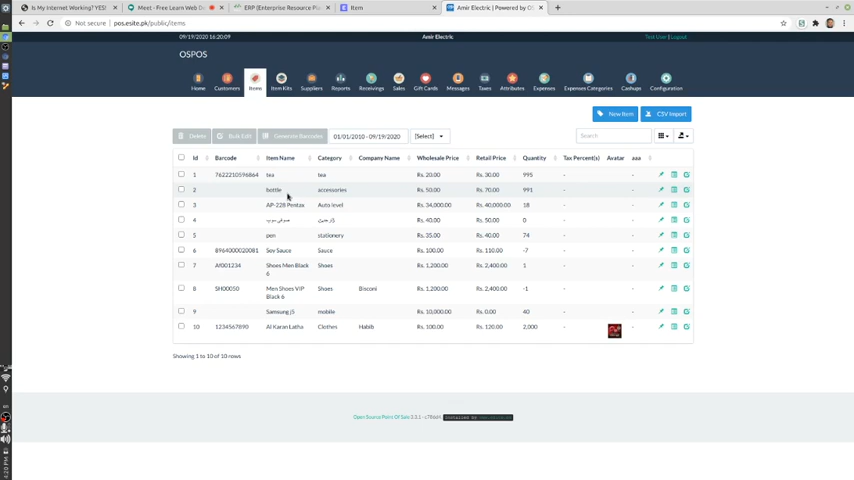 Is My Internet Working? YES!
Meet - Free Learn Web De
ERP (Enterprise Resource Pla
Item
Amir Electric | Powered by OS
Not secure | pos.esite.pk/public/items
09/19/2020 16:20:09
Amir Electric
Test User | Logout
OSPOS
Home Customers Items Item Kits Suppliers Reports Receivings Sales Gift Cards Messages Taxes Attributes Expenses Expenses Categories Cashups Configuration
New Item CSV Import
Delete Bulk Edit Generate Barcodes 01/01/2010 - 09/19/2020 [Select] Search
Id Barcode Item Name Category Company Name Wholesale Price Retail Price Quantity Tax Percent(s) Avatar aaa
1 7622210596864 tea tea Rs. 20.00 Rs. 30.00 995 - -
2 bottle accessories Rs. 50.00 Rs. 70.00 991 - -
3 AP-228 Pentax Auto level Rs. 34,000.00 Rs. 40,000.00 18 - -
4 Rs. 40.00 Rs. 50.00 0 - -
5 pen stationery Rs. 35.00 Rs. 40.00 74 - -
6 8964000020081 Soy Sauce Sauce Rs. 100.00 Rs. 110.00 -7 - -
7 Af001234 Shoes Men Black Shoes Rs. 1,200.00 Rs. 2,400.00 1 - -
6
8 SH00050 Men Shoes VIP Shoes Bisconi Rs. 1,200.00 Rs. 2,400.00 -1 - -
Black 6
9 Samsung j5 mobile Rs. 10,000.00 Rs. 0.00 40 - -
10 1234567890 Al Karan Latha Clothes Habib Rs. 100.00 Rs. 120.00 2,000 - -
Showing 1 to 10 of 10 rows
Open Source Point Of Sale 3.3.1 -
4:20 PM